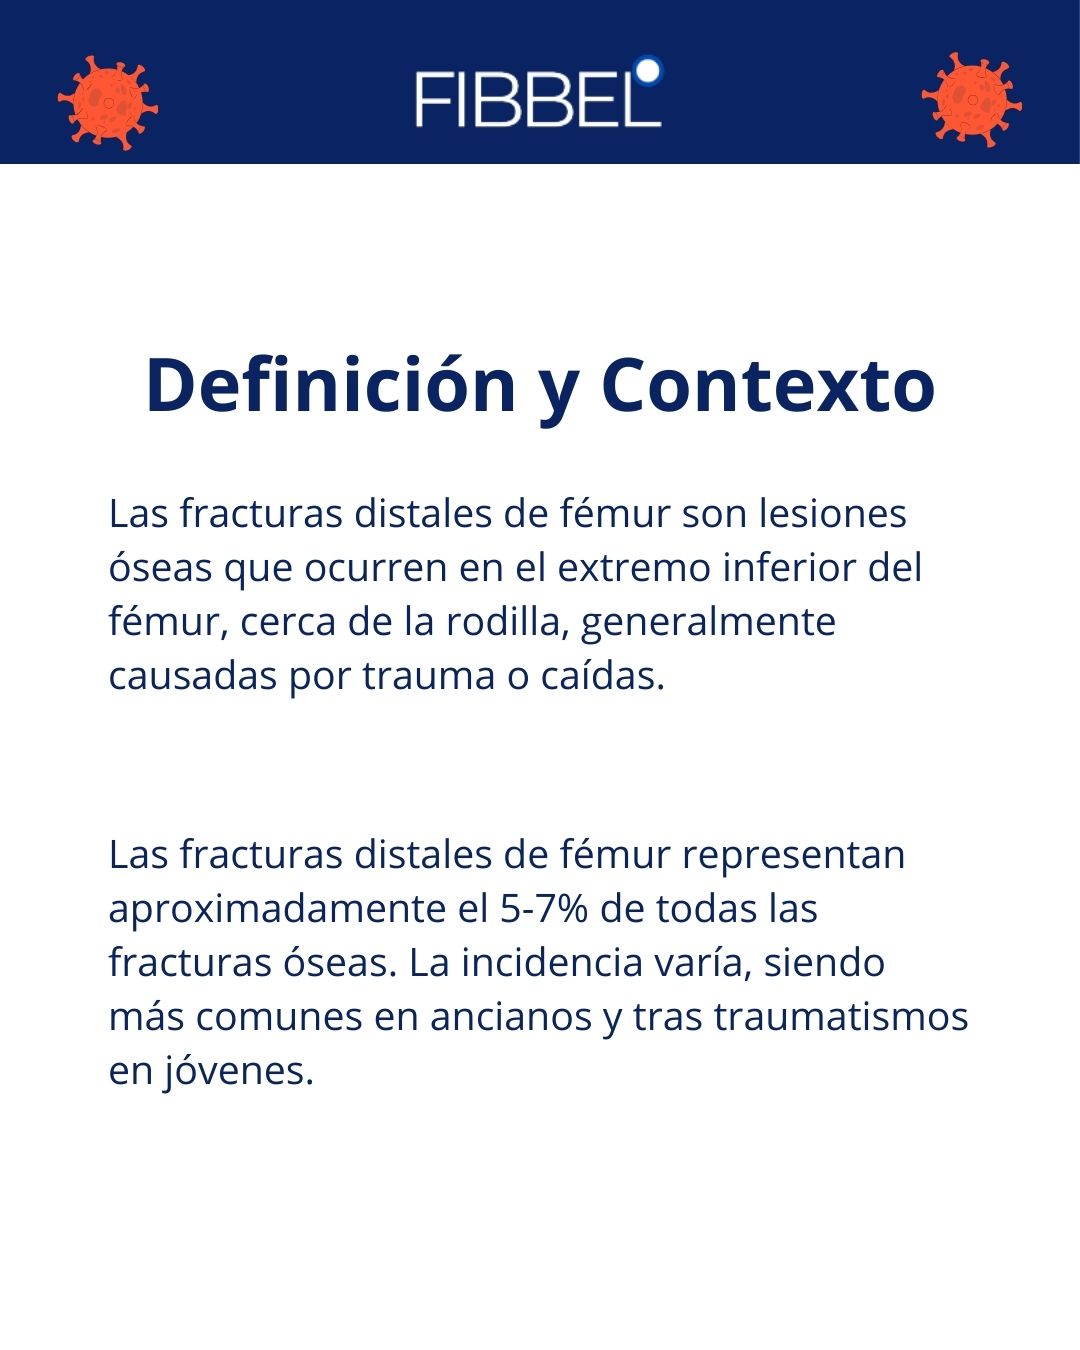 FIBBEL
Definición y Contexto
Las fracturas distales de fémur son lesiones
óseas que ocurren en el extremo inferior del
fémur, cerca de la rodilla, generalmente
causadas por trauma o caídas.
Las fracturas distales de fémur representan
aproximadamente el 5-7% de todas las
fracturas óseas. La incidencia varía, siendo
más comunes en ancianos y tras traumatismos
en jóvenes.